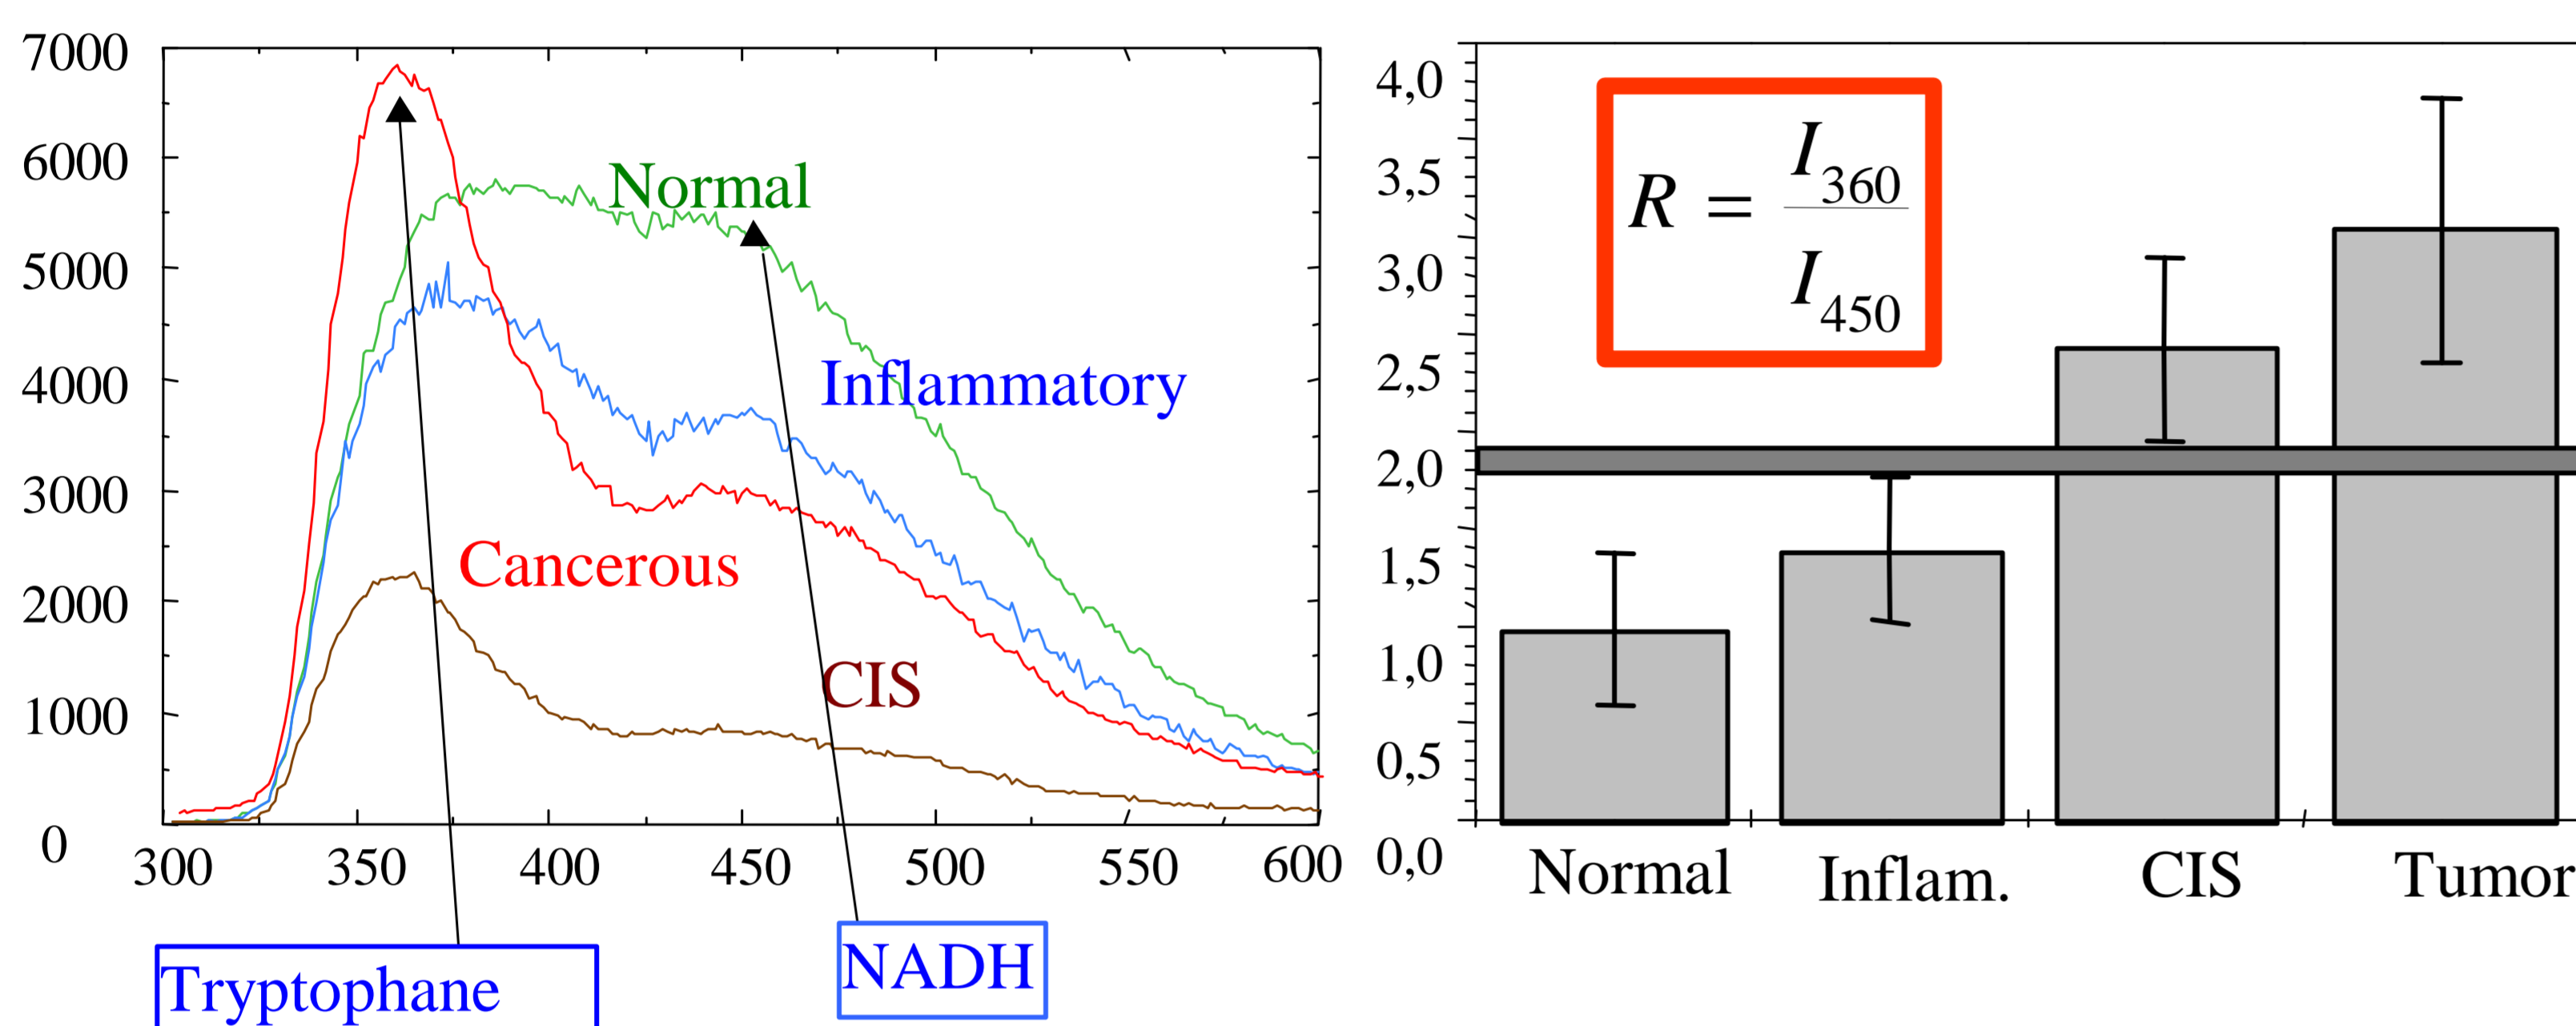 7000
6000
5000
4000
3000
2000
1000
0
300 350 400 450 500 550 600
Normal
Inflammatory
Cancerous
CIS
Tryptophane
NADH
4,0
3,5
3,0
2,5
2,0
1,5
1,0
0,5
0,0
R = I360 / I450
Normal Inflam. CIS Tumor